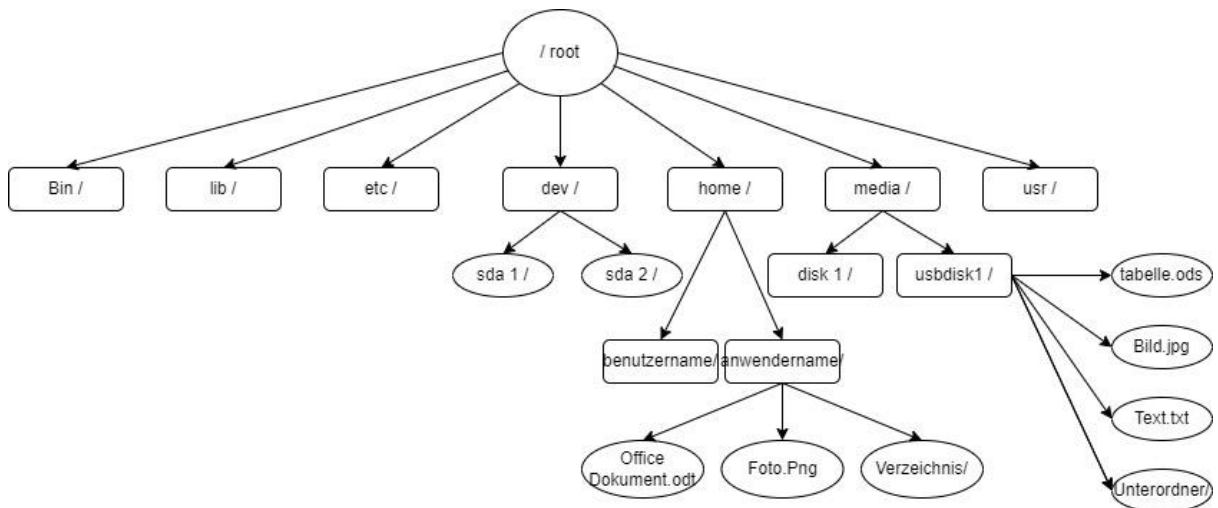 / root
Bin /
lib /
etc /
dev /
home /
media /
usr /
sda 1 /
sda 2 /
disk 1 /
usbdisk1 /
tabelle.ods
Bild.jpg
benutzername/
anwendername/
Text.txt
Office
Dokument.odt
Foto.Png
Verzeichnis/
Unterordner/